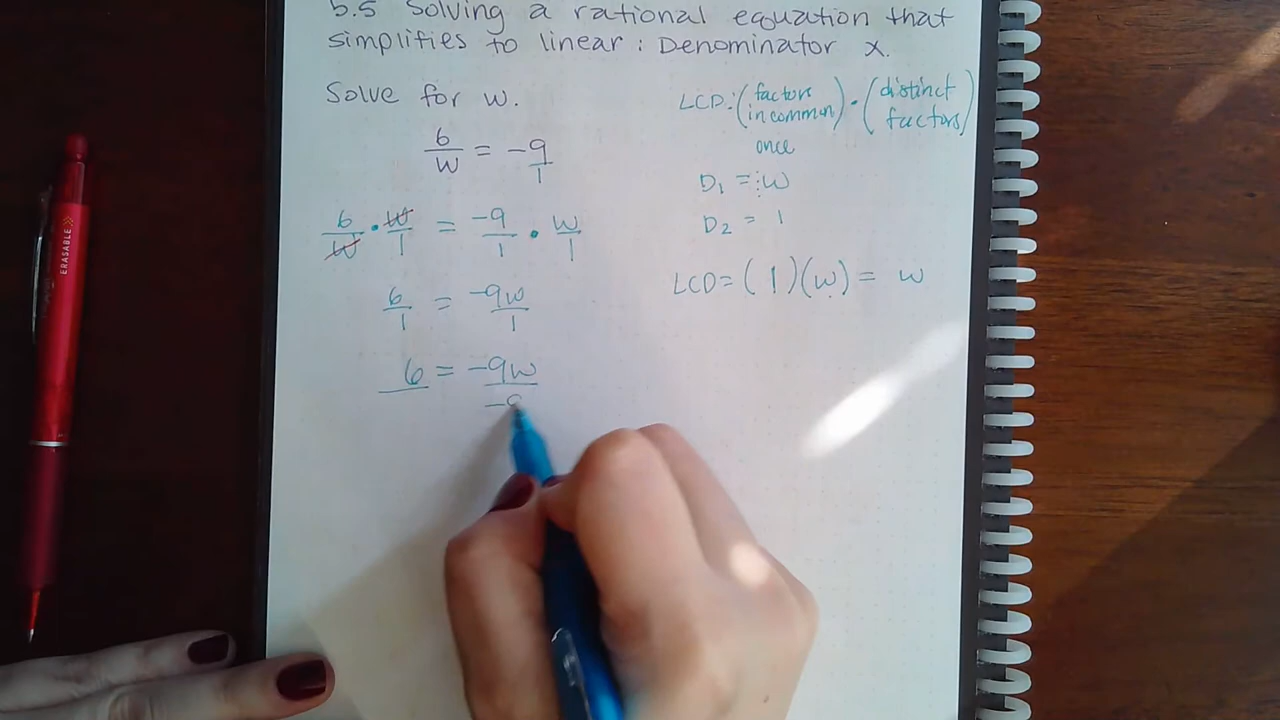 5.5 Solving a rational equation that
simplifies to linear: Denominator x.
Solve for w.
6/w = -9/1
6/w · w/1 = -9/1 · w/1
6/1 = -9w/1
6 = -9w
-9
LCD: (factors in common) · (distinct factors)
once
D₁ = w
D₂ = 1
LCD = (1)(w) = w
ERASABLE